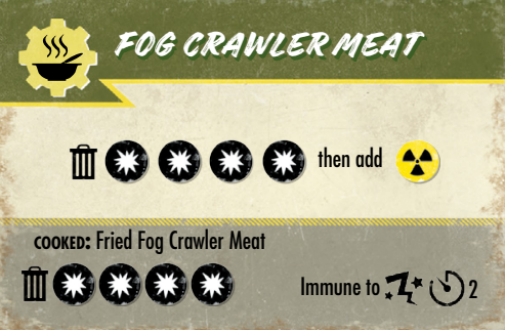 FOG CRAWLER MEAT
then add
COOKED: Fried Fog Crawler Meat
Immune to 2